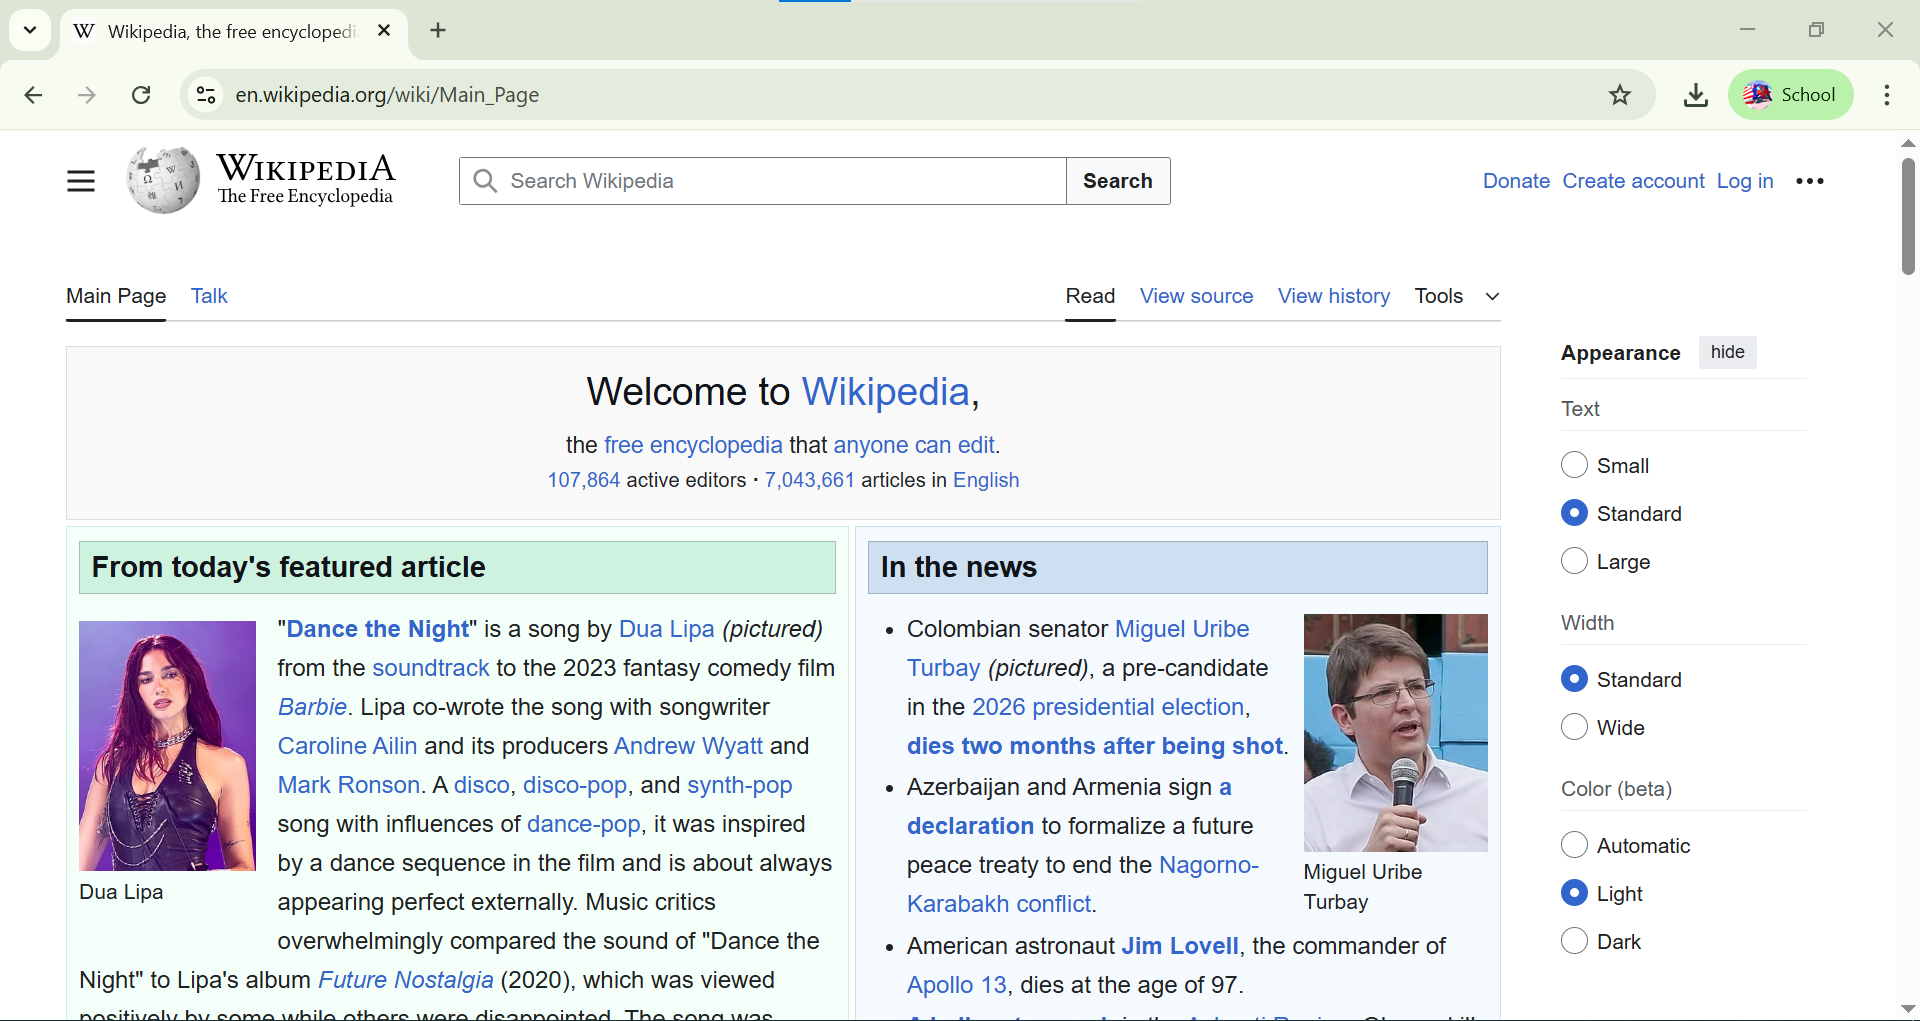 Wikipedia, the free encyclopedi
en.wikipedia.org/wiki/Main_Page
School
WIKIPEDIA
The Free Encyclopedia
Search Wikipedia
Search
Donate Create account Log in
Main Page Talk
Read View source View history Tools
Appearance hide
Text
Small
Standard
Large
Width
Standard
Wide
Color (beta)
Automatic
Light
Dark
Welcome to Wikipedia,
the free encyclopedia that anyone can edit.
107,864 active editors · 7,043,661 articles in English
From today's featured article
"Dance the Night" is a song by Dua Lipa (pictured)
from the soundtrack to the 2023 fantasy comedy film
Barbie. Lipa co-wrote the song with songwriter
Caroline Ailin and its producers Andrew Wyatt and
Mark Ronson. A disco, disco-pop, and synth-pop
song with influences of dance-pop, it was inspired
by a dance sequence in the film and is about always
appearing perfect externally. Music critics
overwhelmingly compared the sound of "Dance the
Night" to Lipa's album Future Nostalgia (2020), which was viewed
positively by some while others were disappointed. The song was
Dua Lipa
In the news
• Colombian senator Miguel Uribe
Turbay (pictured), a pre-candidate
in the 2026 presidential election,
dies two months after being shot.
• Azerbaijan and Armenia sign a
declaration to formalize a future
peace treaty to end the Nagorno-
Karabakh conflict.
• American astronaut Jim Lovell, the commander of
Apollo 13, dies at the age of 97.
Miguel Uribe
Turbay